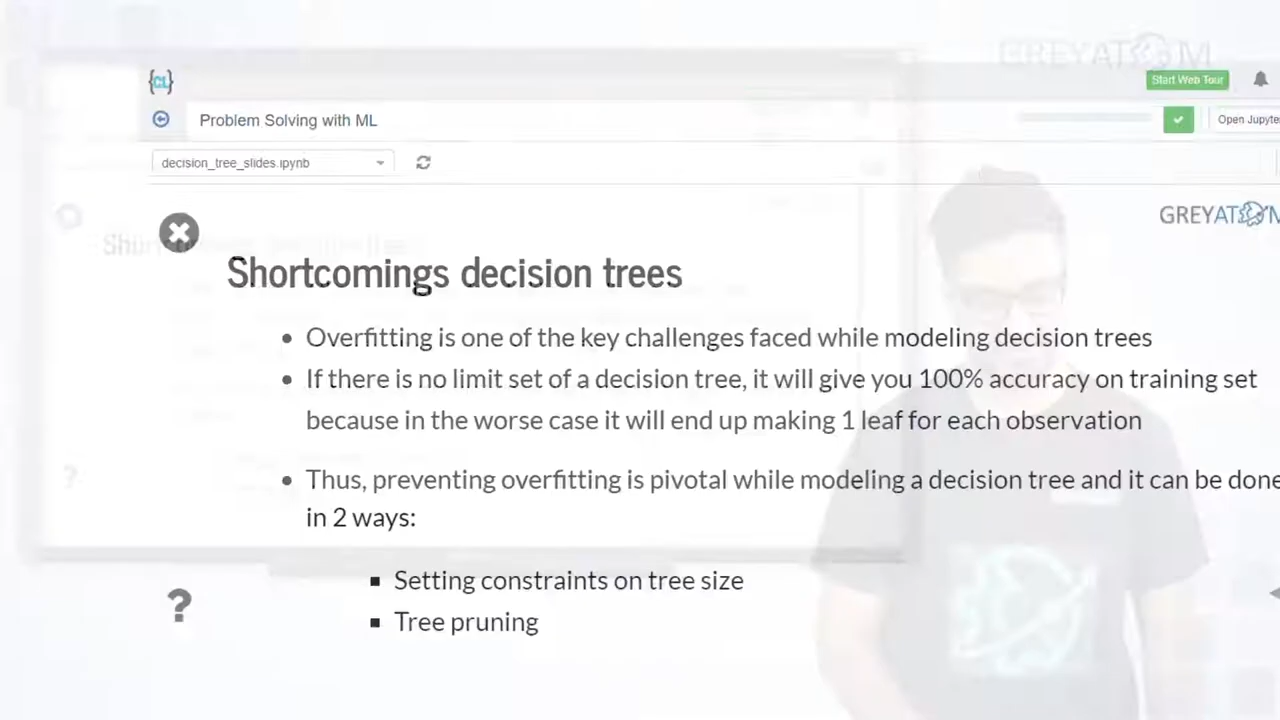 GREYATOM
{CL}
Start Web Tour
Problem Solving with ML
Open Jupyte
decision_tree_slides.ipynb
GREYATOM
Shortcomings decision trees
Overfitting is one of the key challenges faced while modeling decision trees
If there is no limit set of a decision tree, it will give you 100% accuracy on training set
because in the worse case it will end up making 1 leaf for each observation
Thus, preventing overfitting is pivotal while modeling a decision tree and it can be done
in 2 ways:
Setting constraints on tree size
Tree pruning